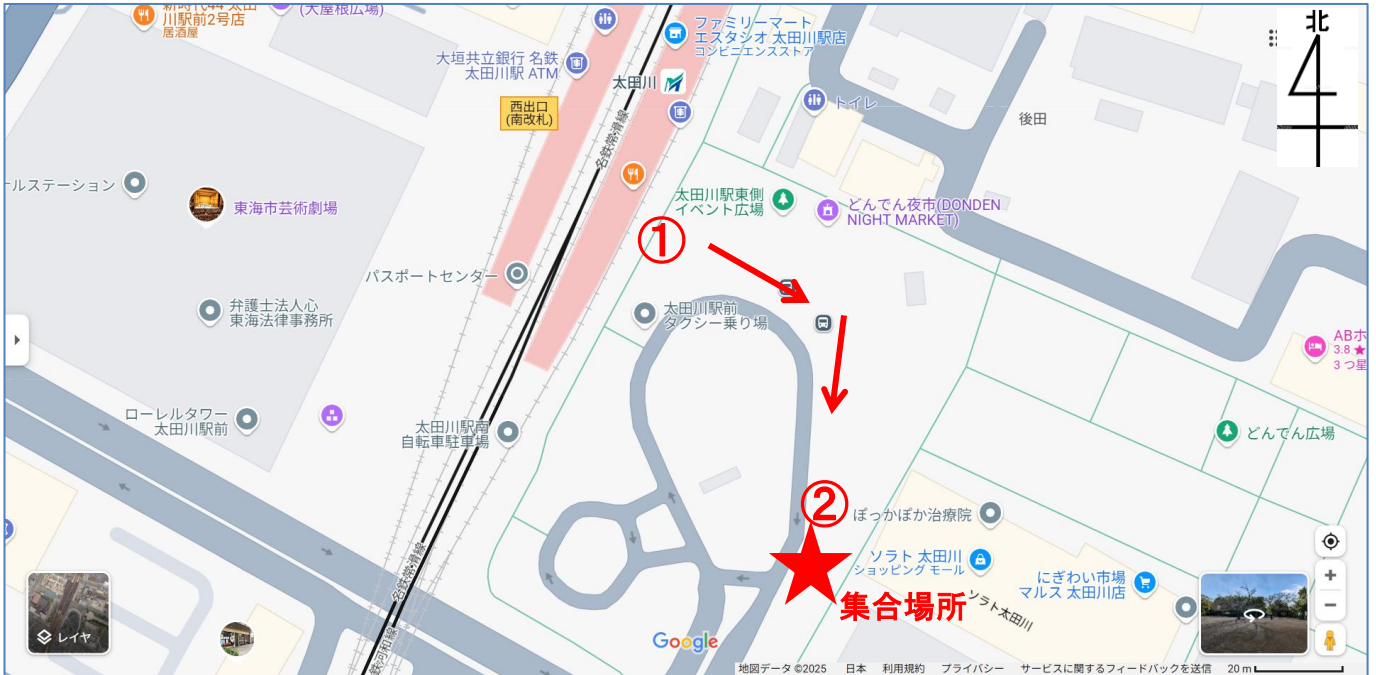 新時代44 太田
川駅前2号店
居酒屋
(大屋根広場)
大垣共立銀行 名鉄
太田川駅 ATM
ファミリーマート
エスタシオ 太田川駅店
コンビニエンスストア
北
太田川
西出口
(南改札)
トイレ
後田
名鉄常滑線
ールステーション
東海市芸術劇場
太田川駅東側
イベント広場
どんでん夜市(DONDEN
NIGHT MARKET)
①
パスポートセンター
弁護士法人心
東海法律事務所
太田川駅前
タクシー乗り場
ABホ
3.8★
3 つ星
ローレルタワー
太田川駅前
太田川駅南
自転車駐車場
どんでん広場
②
ぽっかぽか治療院
ソラト 太田川
ショッピング モール
にぎわい市場
マルス 太田川店
集合場所
ソラト太田川
名鉄常滑線
鉄河和線
レイヤ
Google
地図データ ©2025 日本 利用規約 プライバシー サービスに関するフィードバックを送信 20 m